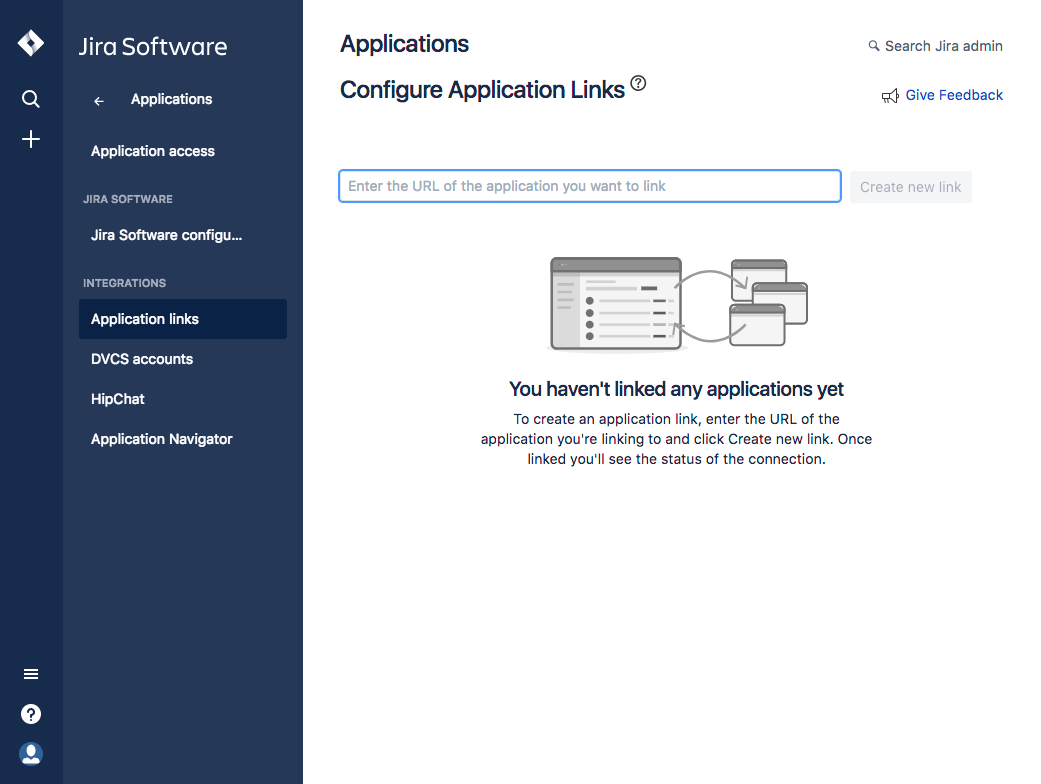 Jira Software
Applications
Application access
JIRA SOFTWARE
Jira Software configu...
INTEGRATIONS
Application links
DVCS accounts
HipChat
Application Navigator
Applications
Search Jira admin
Configure Application Links
Give Feedback
Enter the URL of the application you want to link
Create new link
You haven't linked any applications yet
To create an application link, enter the URL of the
application you're linking to and click Create new link. Once
linked you'll see the status of the connection.